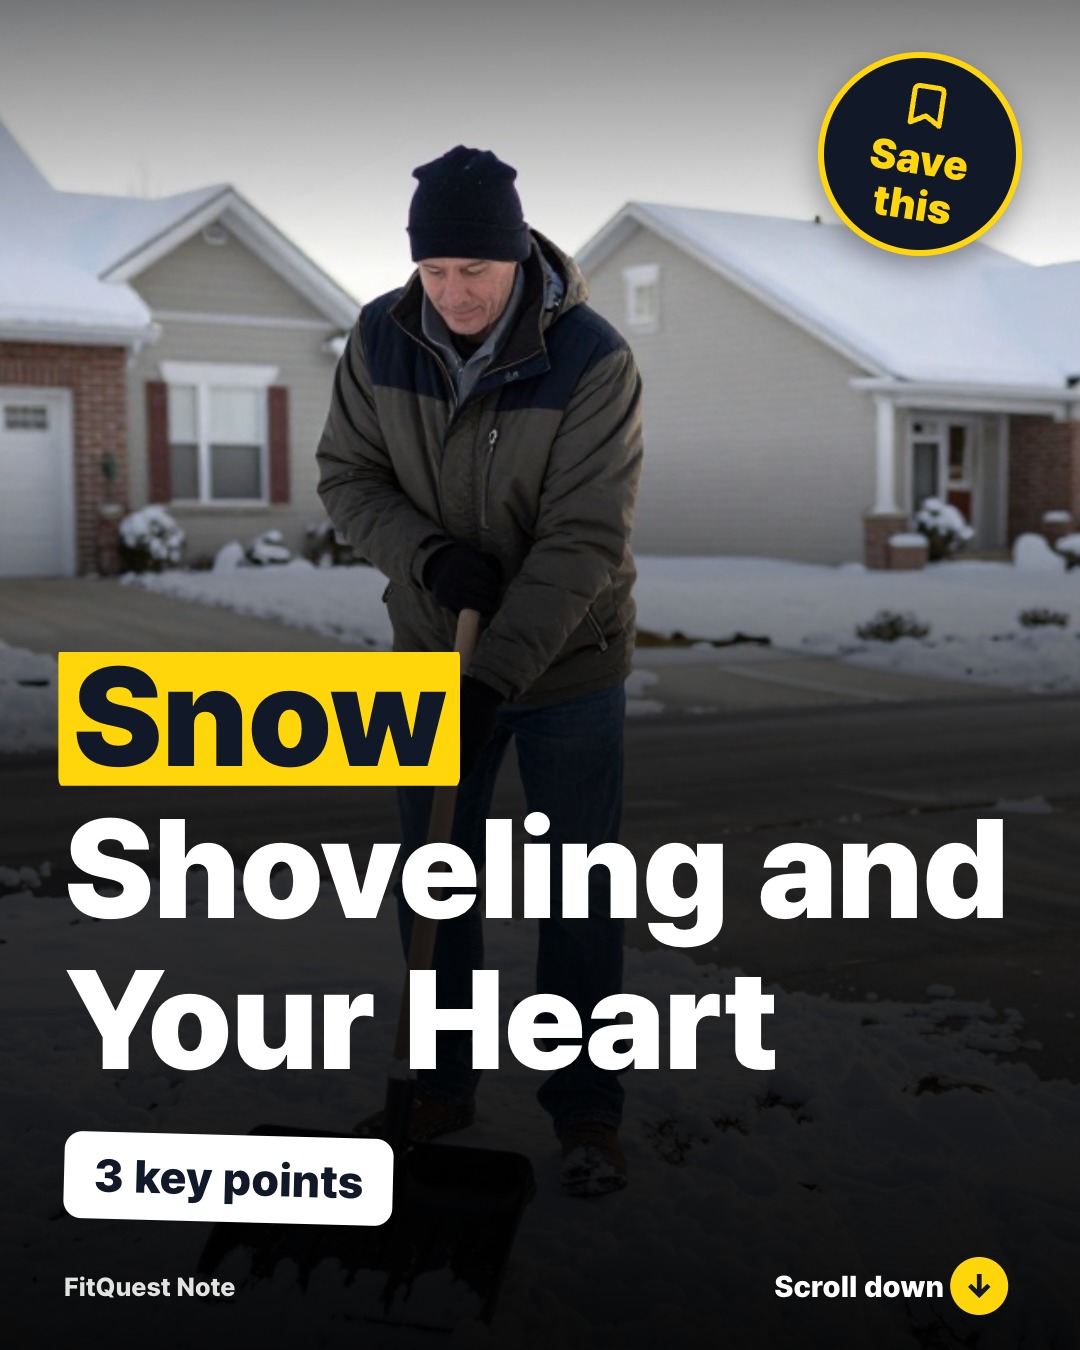 Save
this
Snow
Shoveling and
Your Heart
3 key points
FitQuest Note
Scroll down